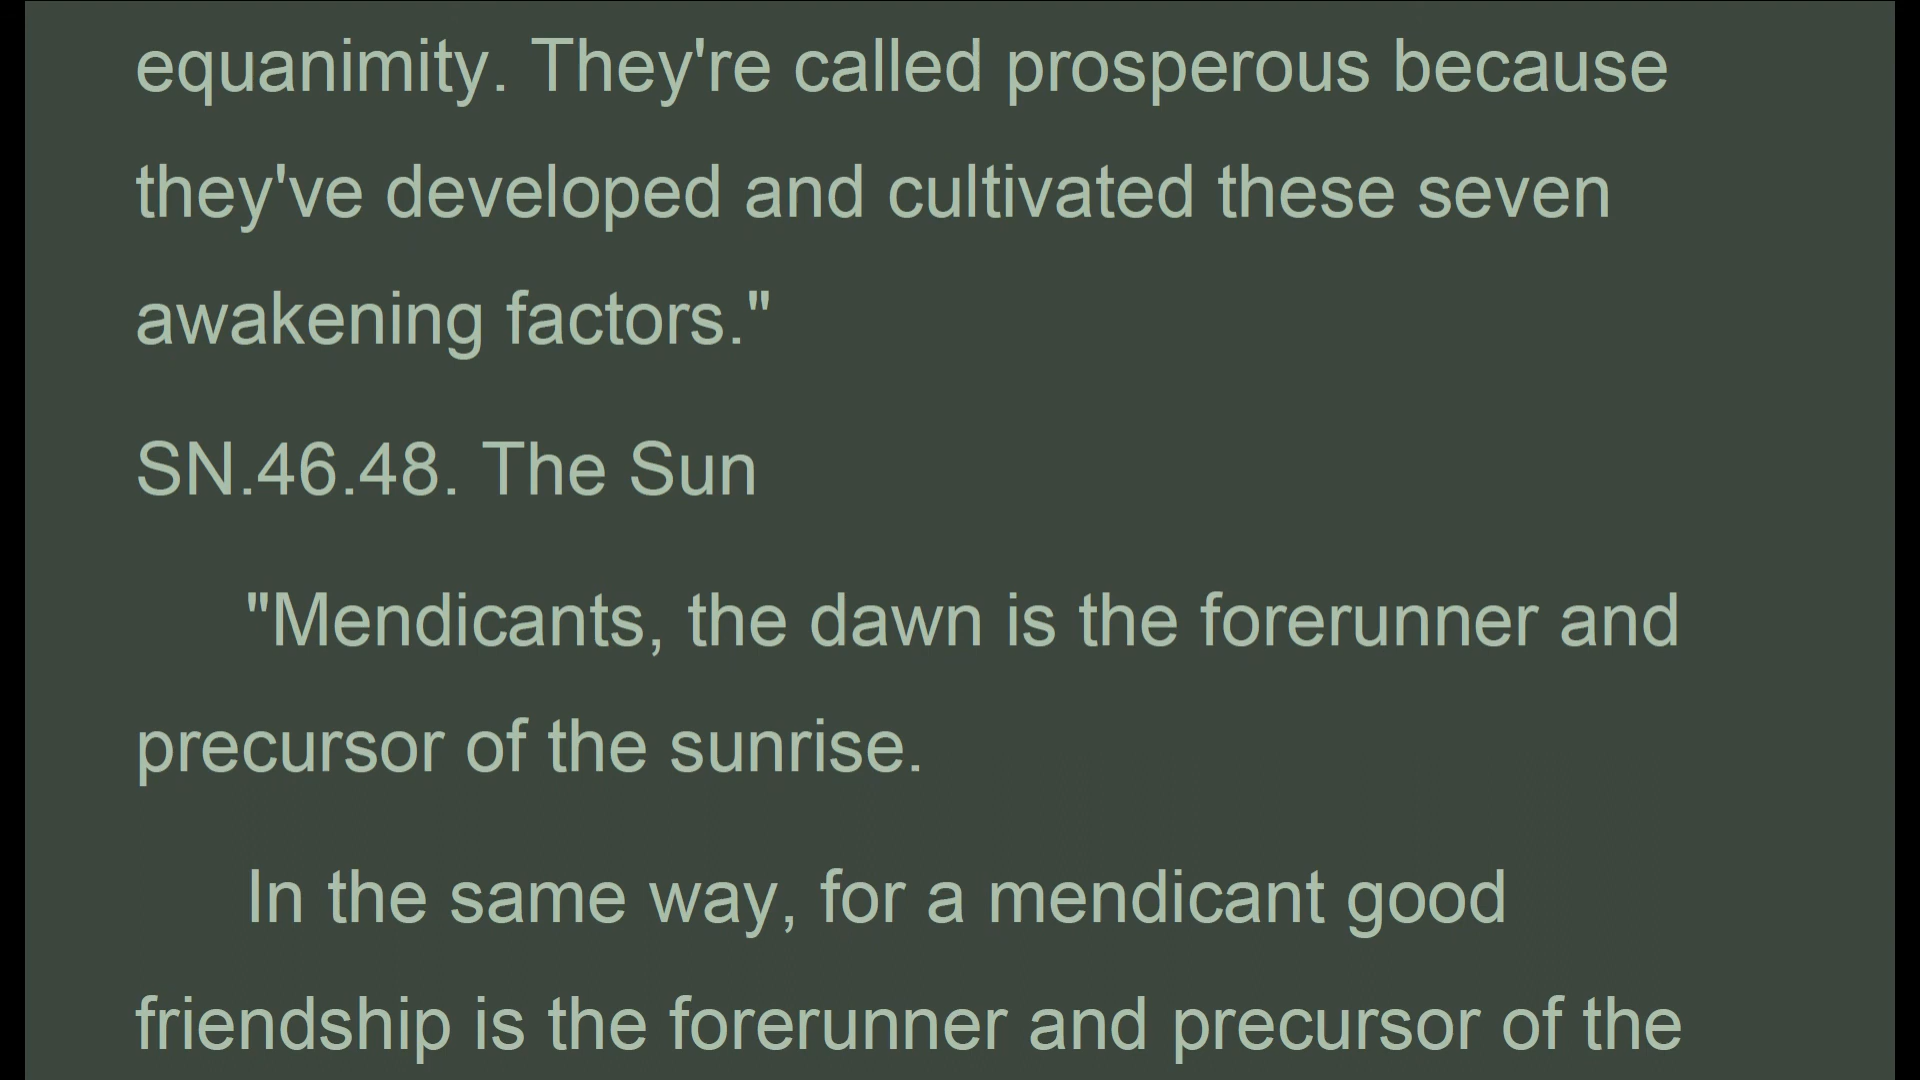 equanimity. They're called prosperous because
they've developed and cultivated these seven
awakening factors."
SN.46.48. The Sun
"Mendicants, the dawn is the forerunner and
precursor of the sunrise.
In the same way, for a mendicant good
friendship is the forerunner and precursor of the